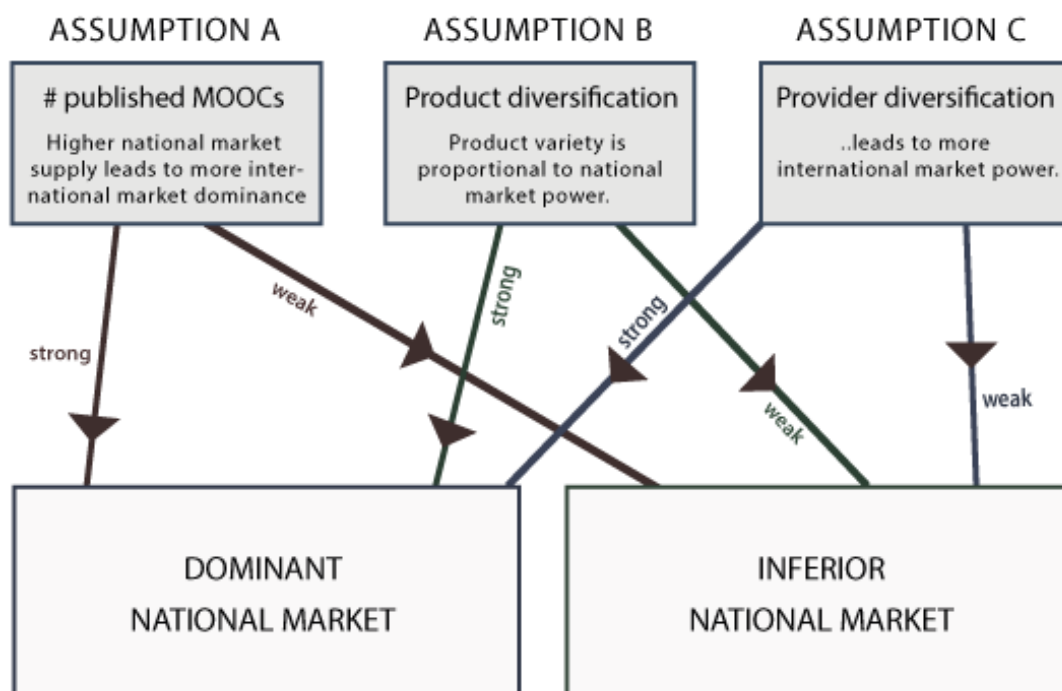 ASSUMPTION A
ASSUMPTION B
ASSUMPTION C
# published MOOCs
Higher national market
supply leads to more inter-
national market dominance
Product diversification
Product variety is
proportional to national
market power.
Provider diversification
..leads to more
international market power.
strong
weak
strong
weak
strong
weak
DOMINANT
NATIONAL MARKET
INFERIOR
NATIONAL MARKET